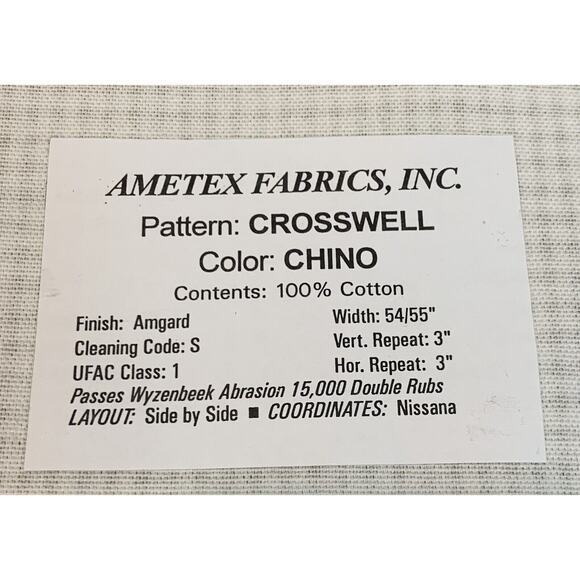 AMETEX FABRICS, INC.
Pattern: CROSSWELL
Color: CHINO
Contents: 100% Cotton
Finish: Amgard Width: 54/55"
Cleaning Code: S Vert. Repeat: 3"
UFAC Class: 1 Hor. Repeat: 3"
Passes Wyzenbeek Abrasion 15,000 Double Rubs
LAYOUT: Side by Side ■ COORDINATES: Nissana